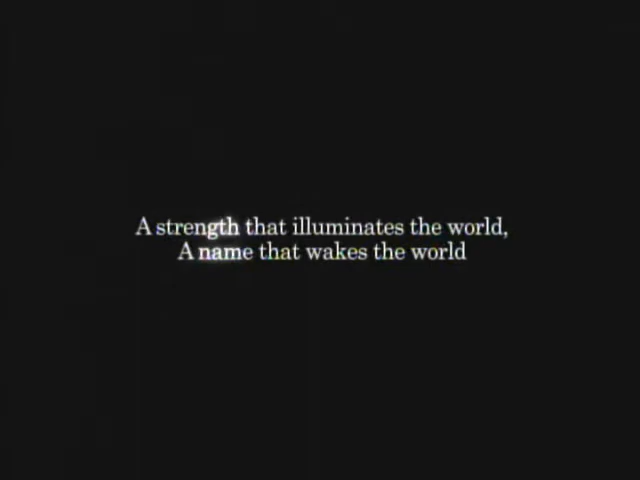 A strength that illuminates the world,
A name that wakes the world